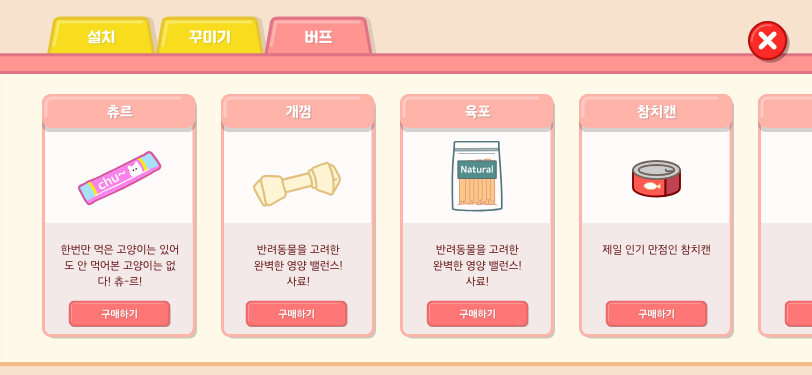 설치
꾸미기
버프
츄르
chu~
한번만 먹은 고양이는 있어
도 안 먹어본 고양이는 없
다! 츄-르!
구매하기
개껌
반려동물을 고려한
완벽한 영양 밸런스!
사료!
구매하기
육포
Natural
반려동물을 고려한
완벽한 영양 밸런스!
사료!
구매하기
참치캔
제일 인기 만점인 참치캔
구매하기